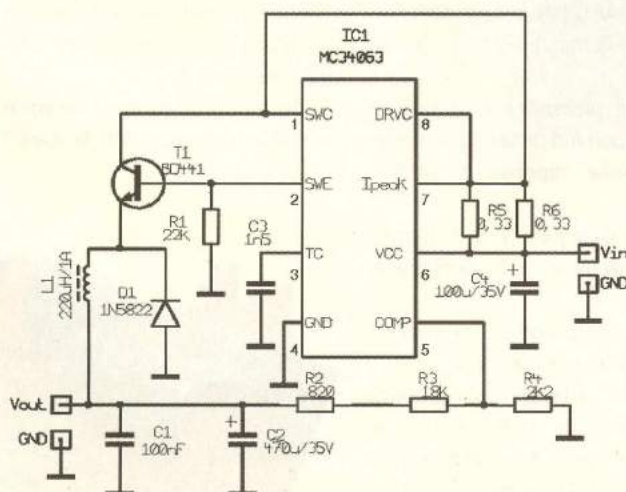 IC1
MC34063
SWC
DRVC
1
8
T1
BD441
SWE
IpeaK
2
7
R1
22K
C3
1n5
R5
0,33
R6
0,33
TC
VCC
3
6
Vin
L1
220uH/1A
D1
1N5822
C4
100u/35V
+
GND
GND
COMP
4
5
R2
820
R3
18K
R4
2K2
Vout
GND
C1
100nF
+
C2
470u/35V